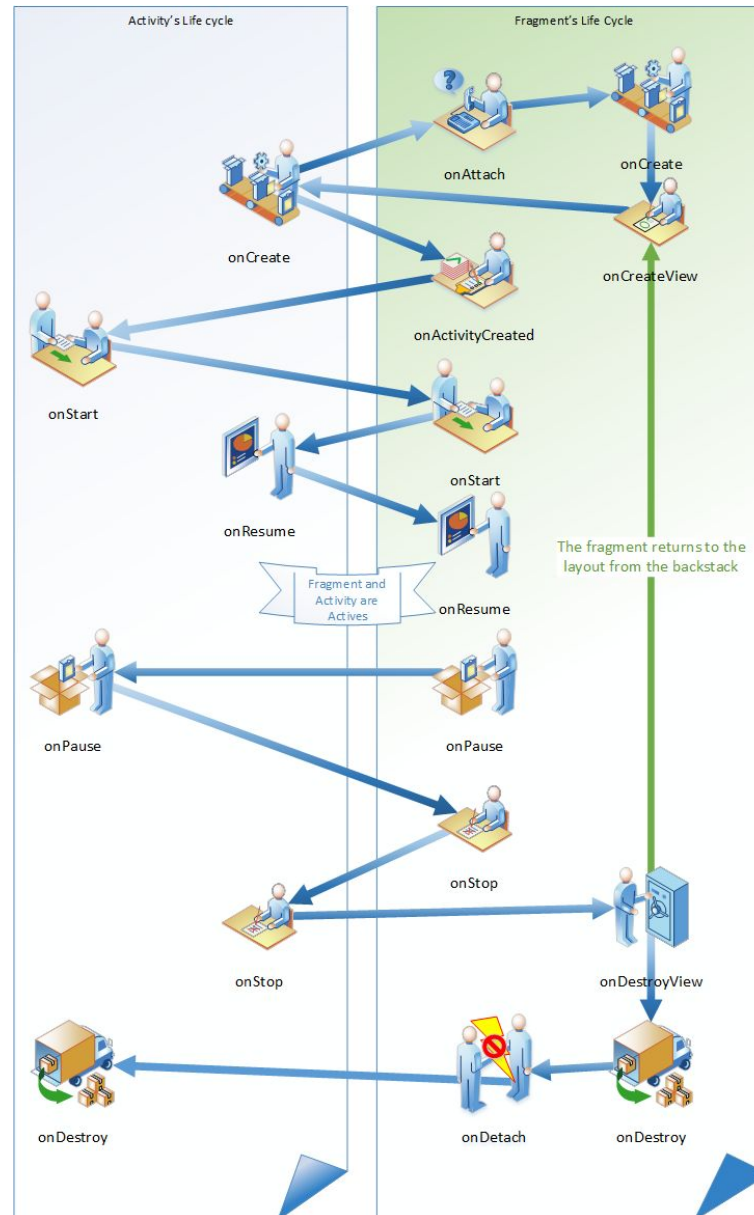 Activity's Life cycle
Fragment's Life Cycle
onAttach
onCreate
onCreate
onCreateView
onActivityCreated
onStart
onStart
onResume
The fragment returns to the
layout from the backstack
Fragment and
Activity are
Actives
onResume
onPause
onPause
onStop
onStop
onDestroyView
onDestroy
onDetach
onDestroy